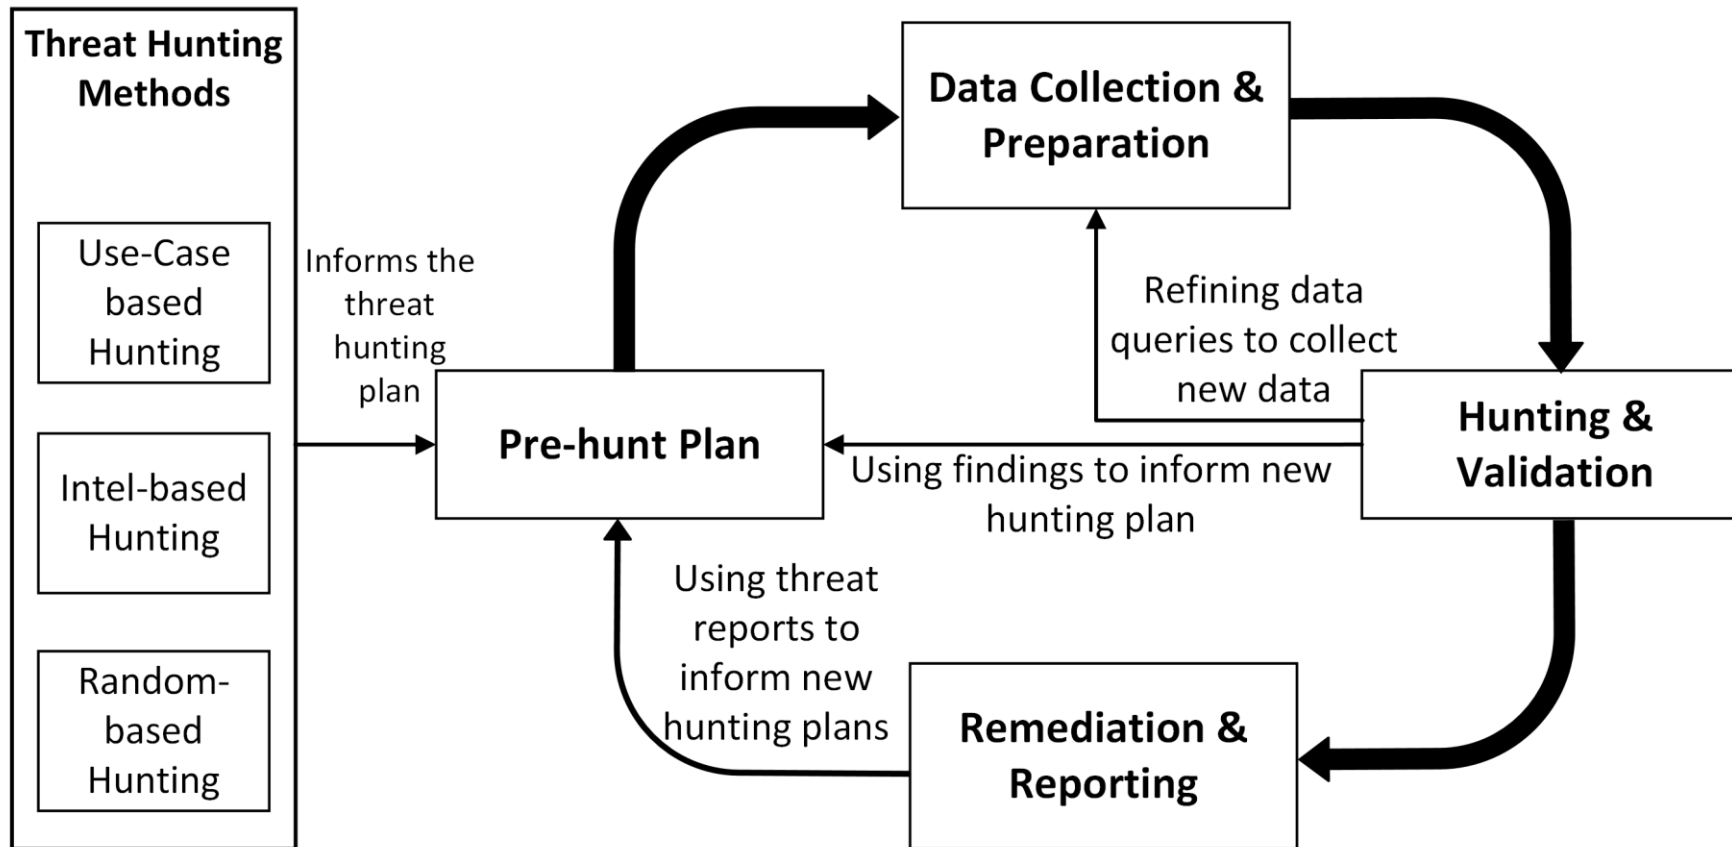 Threat Hunting
Methods
Use-Case
based
Hunting
Intel-based
Hunting
Random-
based
Hunting
Informs the
threat
hunting
plan
Pre-hunt Plan
Data Collection &
Preparation
Refining data
queries to collect
new data
Hunting &
Validation
Using findings to inform new
hunting plan
Using threat
reports to
inform new
hunting plans
Remediation &
Reporting